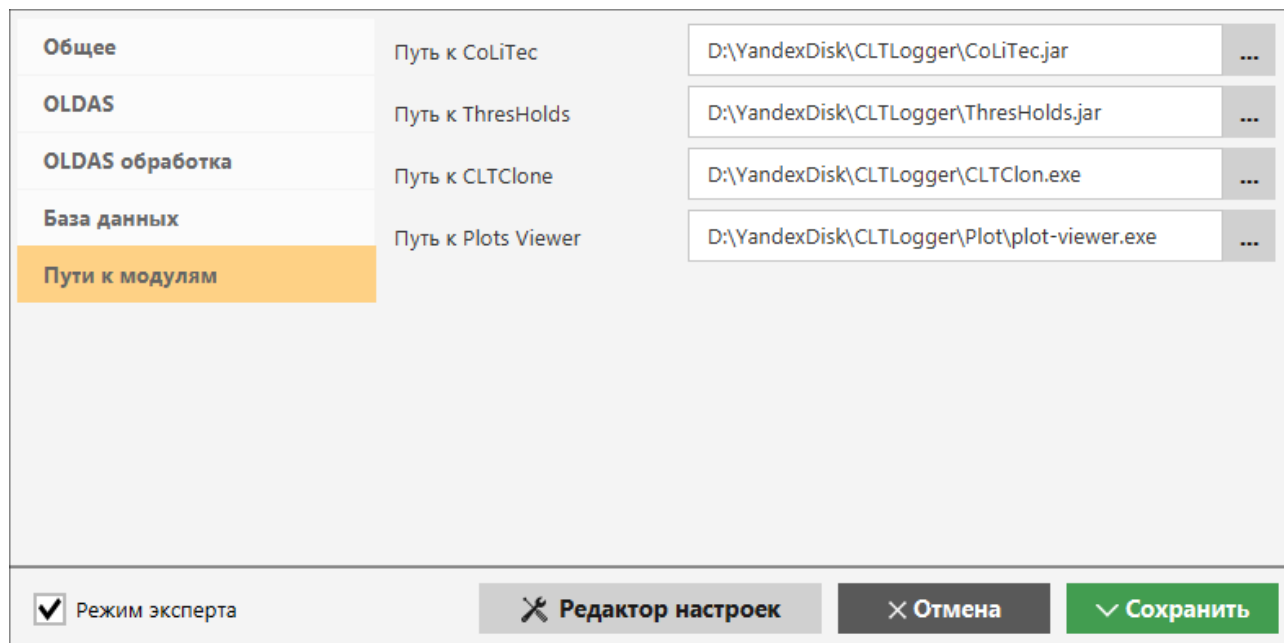 Общее
OLDAS
OLDAS обработка
База данных
Пути к модулям
Путь к CoLiTec D:\YandexDisk\CLTLogger\CoLiTec.jar ...
Путь к ThresHolds D:\YandexDisk\CLTLogger\ThresHolds.jar ...
Путь к CLTClone D:\YandexDisk\CLTLogger\CLTClon.exe ...
Путь к Plots Viewer D:\YandexDisk\CLTLogger\Plot\plot-viewer.exe ...
Режим эксперта Редактор настроек Отмена Сохранить